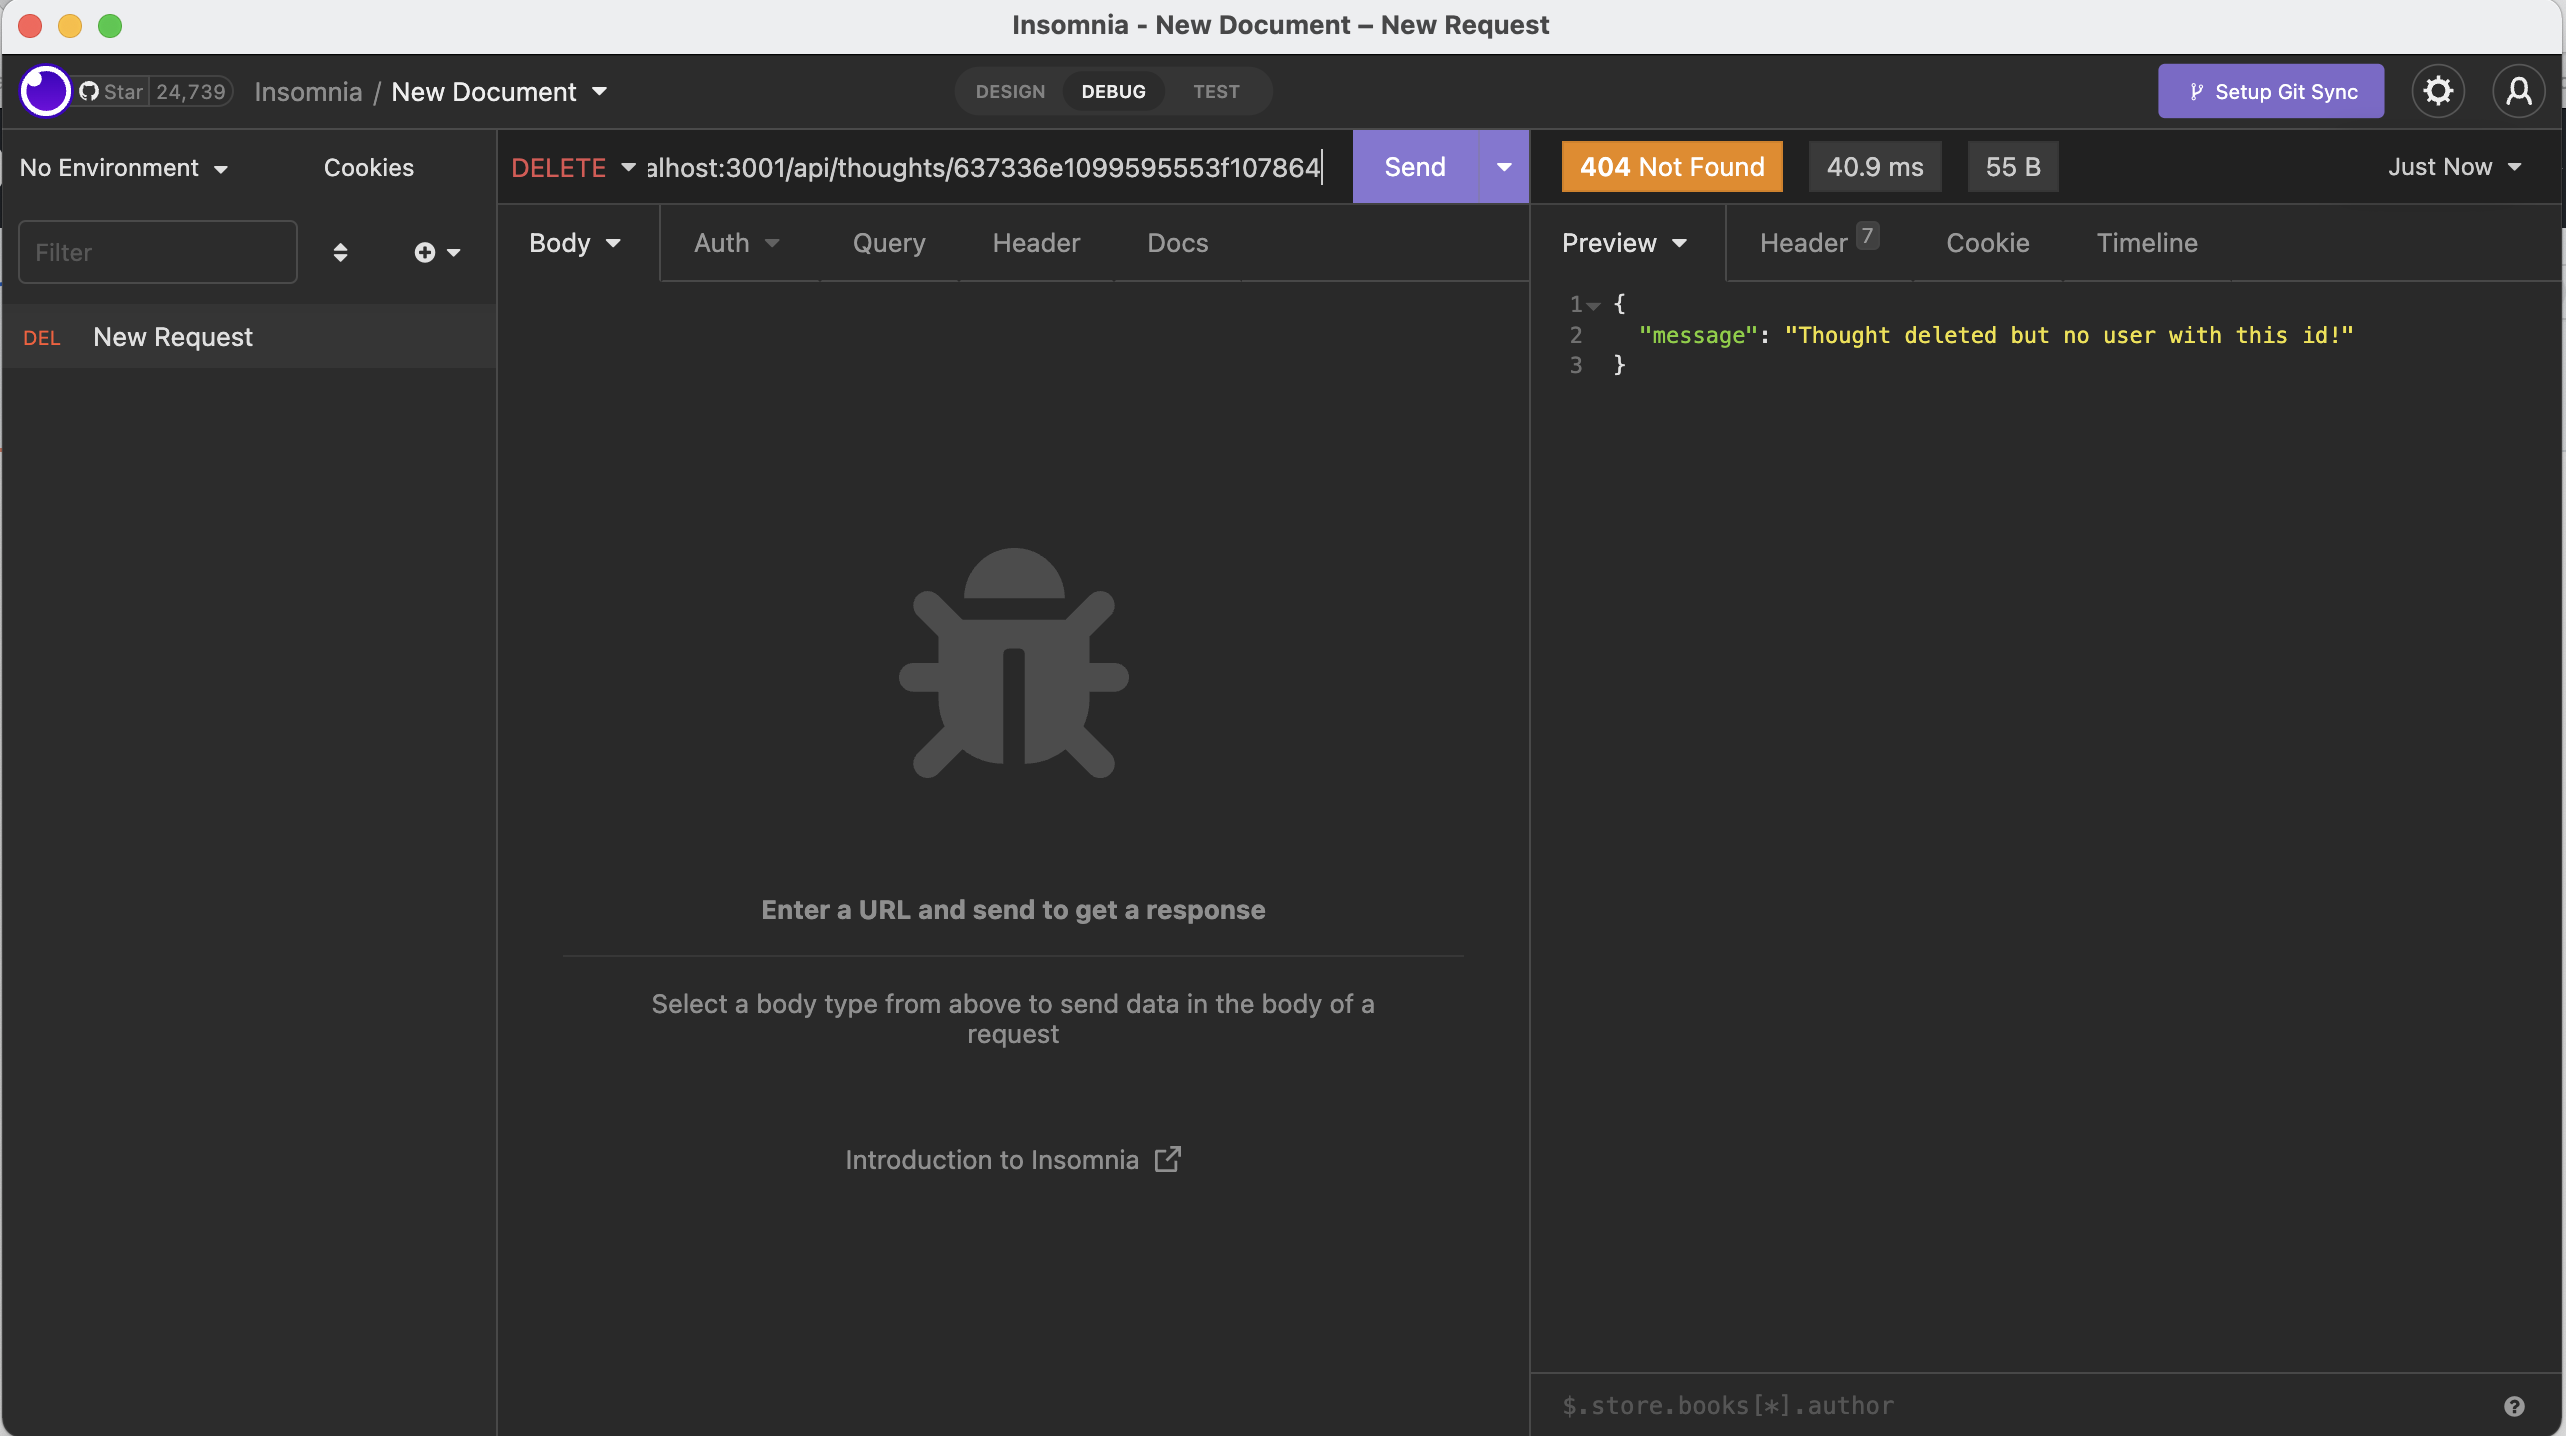 Insomnia - New Document – New Request
Star 24,739
Insomnia / New Document
DESIGN DEBUG TEST
Setup Git Sync
No Environment Cookies
DELETE alhost:3001/api/thoughts/637336e1099595553f107864 Send
404 Not Found 40.9 ms 55 B Just Now
Filter
Body Auth Query Header Docs
Preview Header 7 Cookie Timeline
DEL New Request
1 {
2 "message": "Thought deleted but no user with this id!"
3 }
Enter a URL and send to get a response
Select a body type from above to send data in the body of a
request
Introduction to Insomnia
$.store.books[*].author